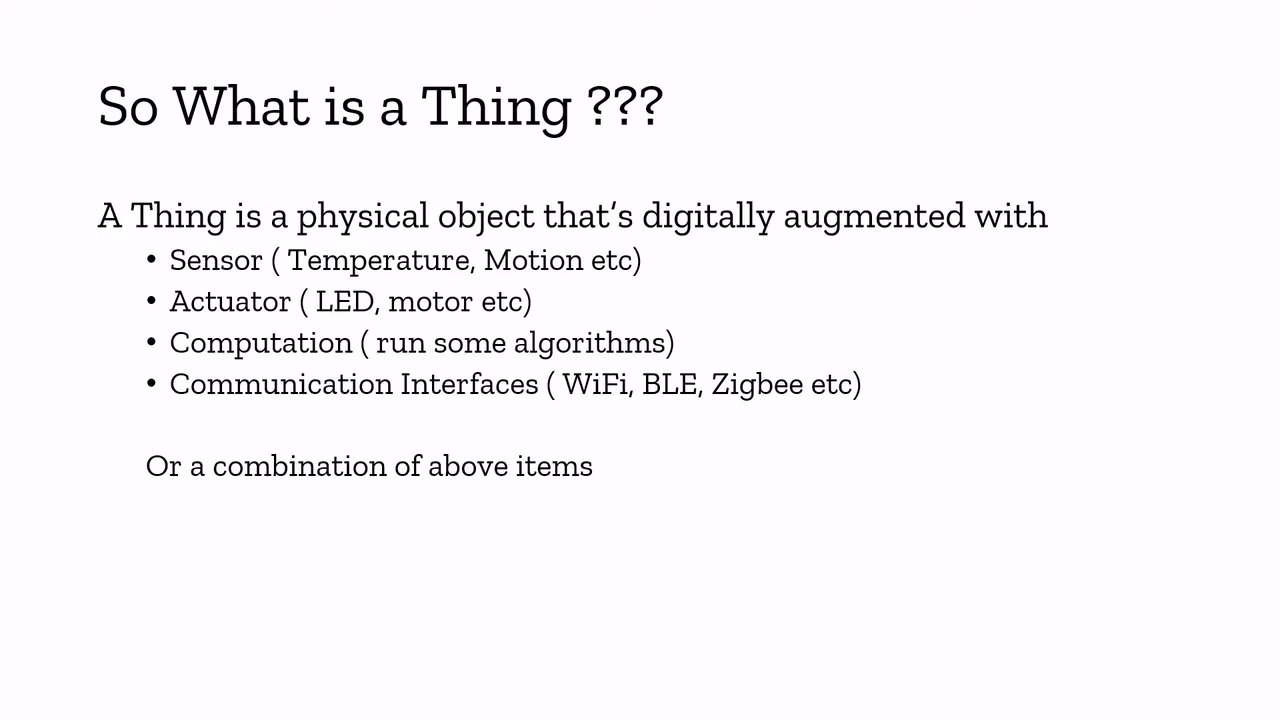 So What is a Thing ???
A Thing is a physical object that‘s digitally augmented with
• Sensor ( Temperature, Motion etc)
• Actuator ( LED, motor etc)
• Computation ( run some algorithms)
• Communication Interfaces ( WiFi, BLE, Zigbee etc)
Or a combination of above items